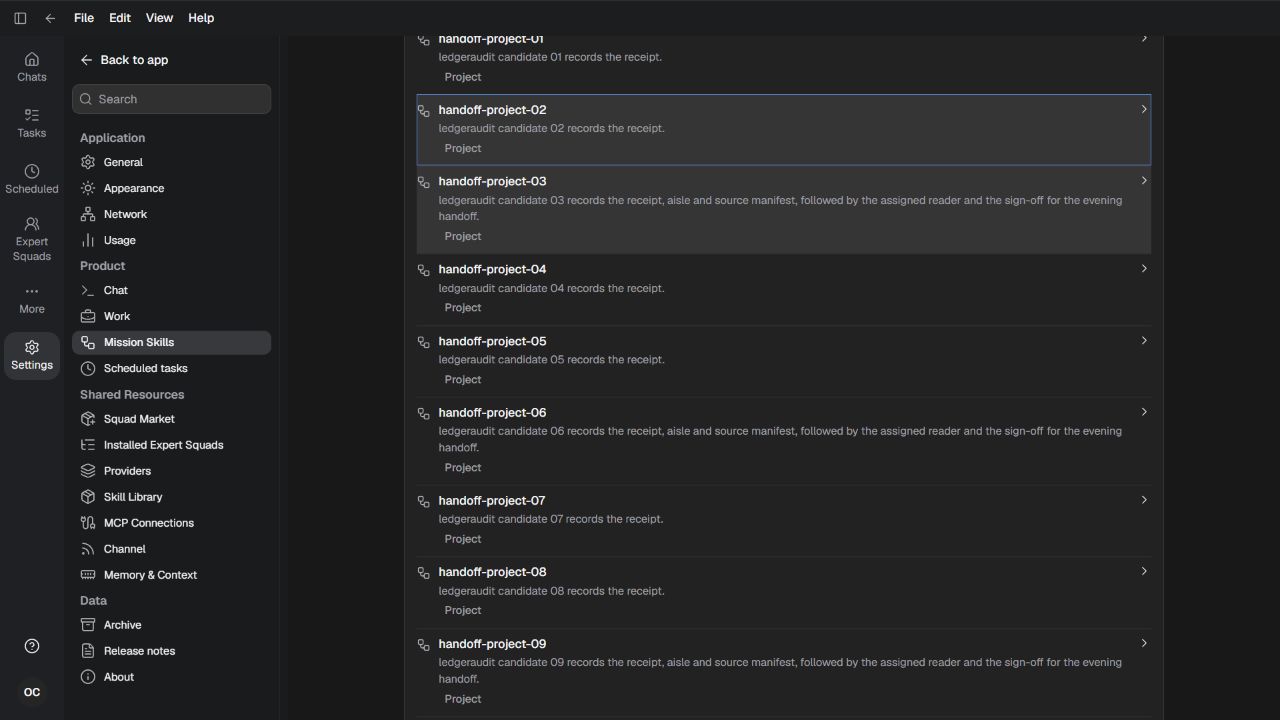 File Edit View Help
Chats
Tasks
Scheduled
Expert
Squads
More
Settings
OC
Back to app
Search
Application
General
Appearance
Network
Usage
Product
Chat
Work
Mission Skills
Scheduled tasks
Shared Resources
Squad Market
Installed Expert Squads
Providers
Skill Library
MCP Connections
Channel
Memory & Context
Data
Archive
Release notes
About
handoff-project-01
ledgeraudit candidate 01 records the receipt.
Project
handoff-project-02
ledgeraudit candidate 02 records the receipt.
Project
handoff-project-03
ledgeraudit candidate 03 records the receipt, aisle and source manifest, followed by the assigned reader and the sign-off for the evening
handoff.
Project
handoff-project-04
ledgeraudit candidate 04 records the receipt.
Project
handoff-project-05
ledgeraudit candidate 05 records the receipt.
Project
handoff-project-06
ledgeraudit candidate 06 records the receipt, aisle and source manifest, followed by the assigned reader and the sign-off for the evening
handoff.
Project
handoff-project-07
ledgeraudit candidate 07 records the receipt.
Project
handoff-project-08
ledgeraudit candidate 08 records the receipt.
Project
handoff-project-09
ledgeraudit candidate 09 records the receipt, aisle and source manifest, followed by the assigned reader and the sign-off for the evening
handoff.
Project